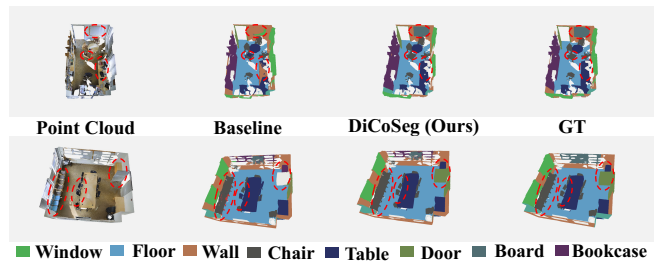 Point Cloud Baseline DiCoSeg (Ours) GT
Window Floor Wall Chair Table Door Board Bookcase